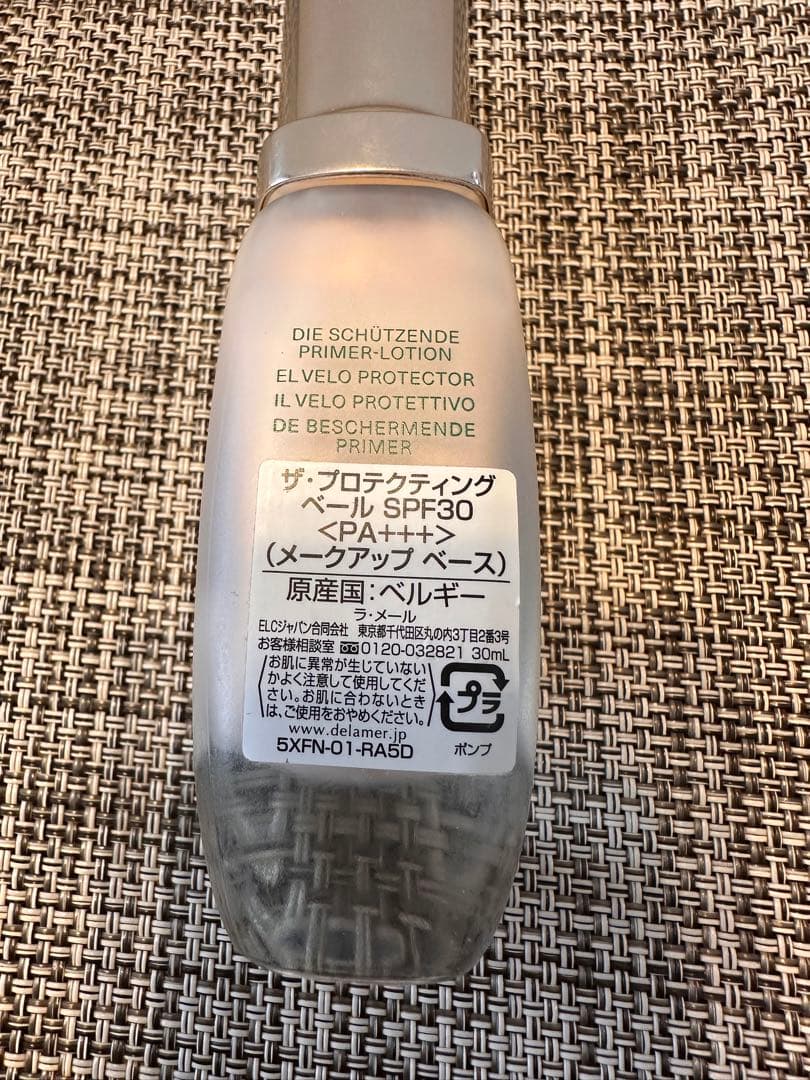 DIE SCHÜTZENDE
PRIMER-LOTION
EL VELO PROTECTOR
IL VELO PROTETTIVO
DE BESCHERMENDE
PRIMER
ザ・プロテクティング
ベール SPF30
<PA+++>
(メークアップ ベース)
原産国:ベルギー
ラ・メール
ELCジャパン合同会社 東京都千代田区丸の内3丁目2番3号
お客様相談室 0120-032821 30mL
お肌に異常が生じていない
かよく注意して使用してくだ
さい。お肌に合わないとき
は、ご使用をおやめください。
プラ
www.delamer.jp
5XFN-01-RA5D ポンプ